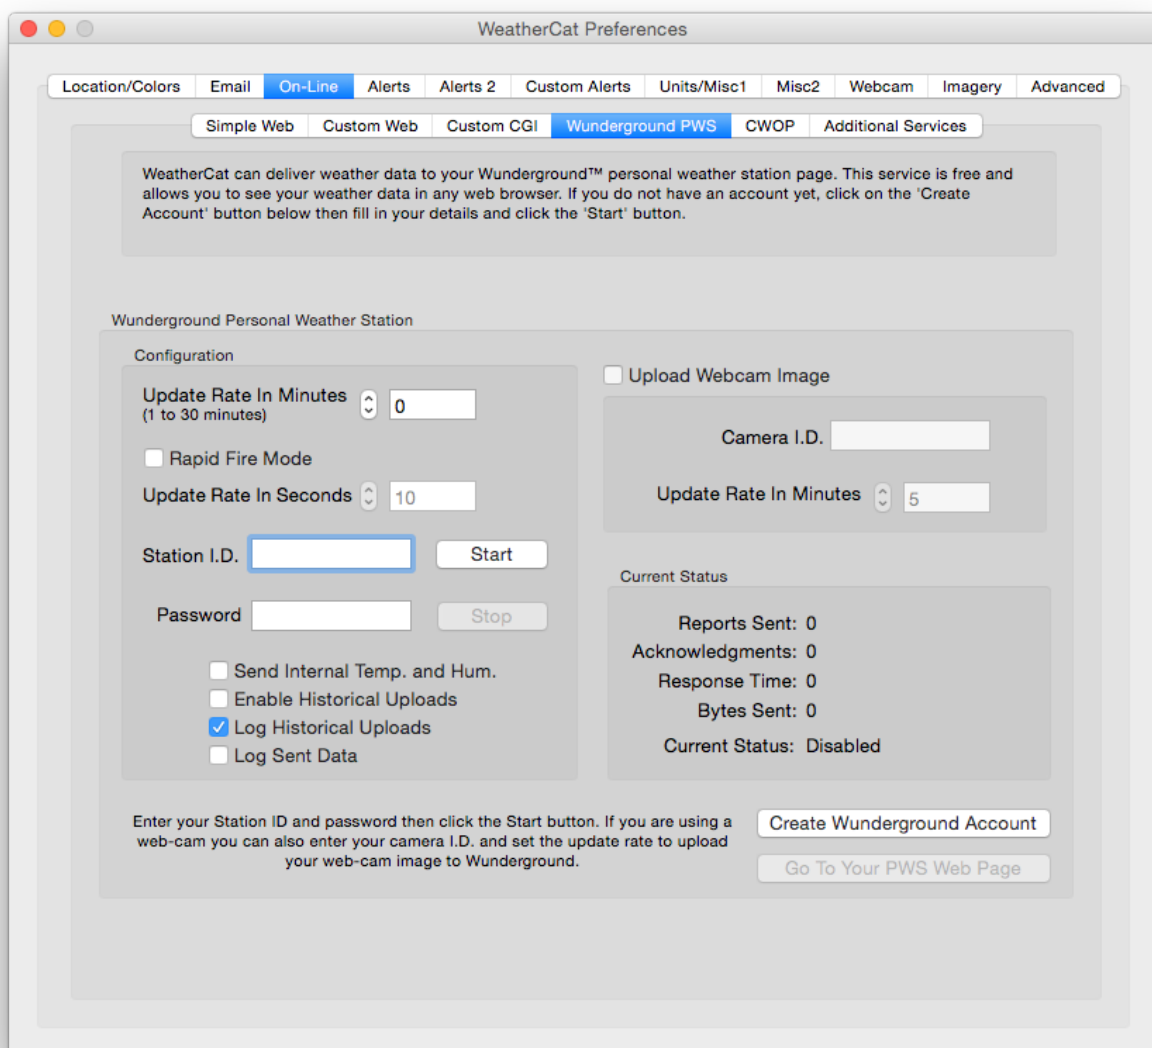 WeatherCat Preferences
Location/Colors Email On-Line Alerts Alerts 2 Custom Alerts Units/Misc1 Misc2 Webcam Imagery Advanced
Simple Web Custom Web Custom CGI Wunderground PWS CWOP Additional Services
WeatherCat can deliver weather data to your Wunderground™ personal weather station page. This service is free and
allows you to see your weather data in any web browser. If you do not have an account yet, click on the 'Create
Account' button below then fill in your details and click the 'Start' button.
Wunderground Personal Weather Station
Configuration
Update Rate In Minutes 0
(1 to 30 minutes)
Rapid Fire Mode
Update Rate In Seconds 10
Station I.D. Start
Password Stop
Send Internal Temp. and Hum.
Enable Historical Uploads
Log Historical Uploads
Log Sent Data
Upload Webcam Image
Camera I.D.
Update Rate In Minutes 5
Current Status
Reports Sent: 0
Acknowledgments: 0
Response Time: 0
Bytes Sent: 0
Current Status: Disabled
Enter your Station ID and password then click the Start button. If you are using a
web-cam you can also enter your camera I.D. and set the update rate to upload
your web-cam image to Wunderground.
Create Wunderground Account
Go To Your PWS Web Page